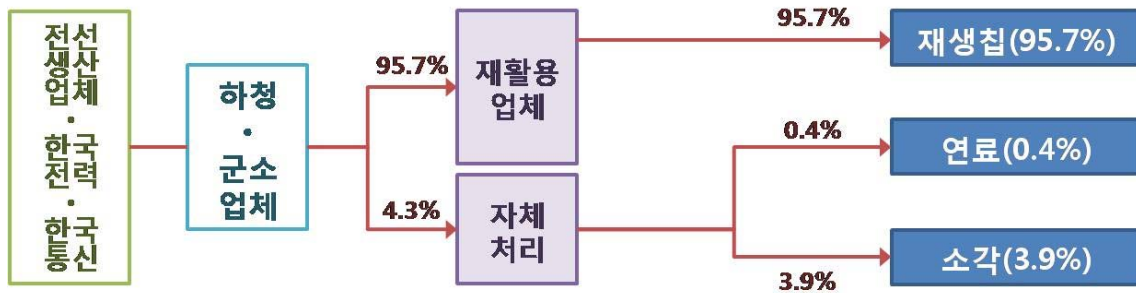 전선
생산
업체
·
한국
전력
·
한국
통신
하청
·
군소
업체
95.7%
재활용
업체
95.7%
재생칩(95.7%)
4.3%
자체
처리
0.4%
연료(0.4%)
3.9%
소각(3.9%)